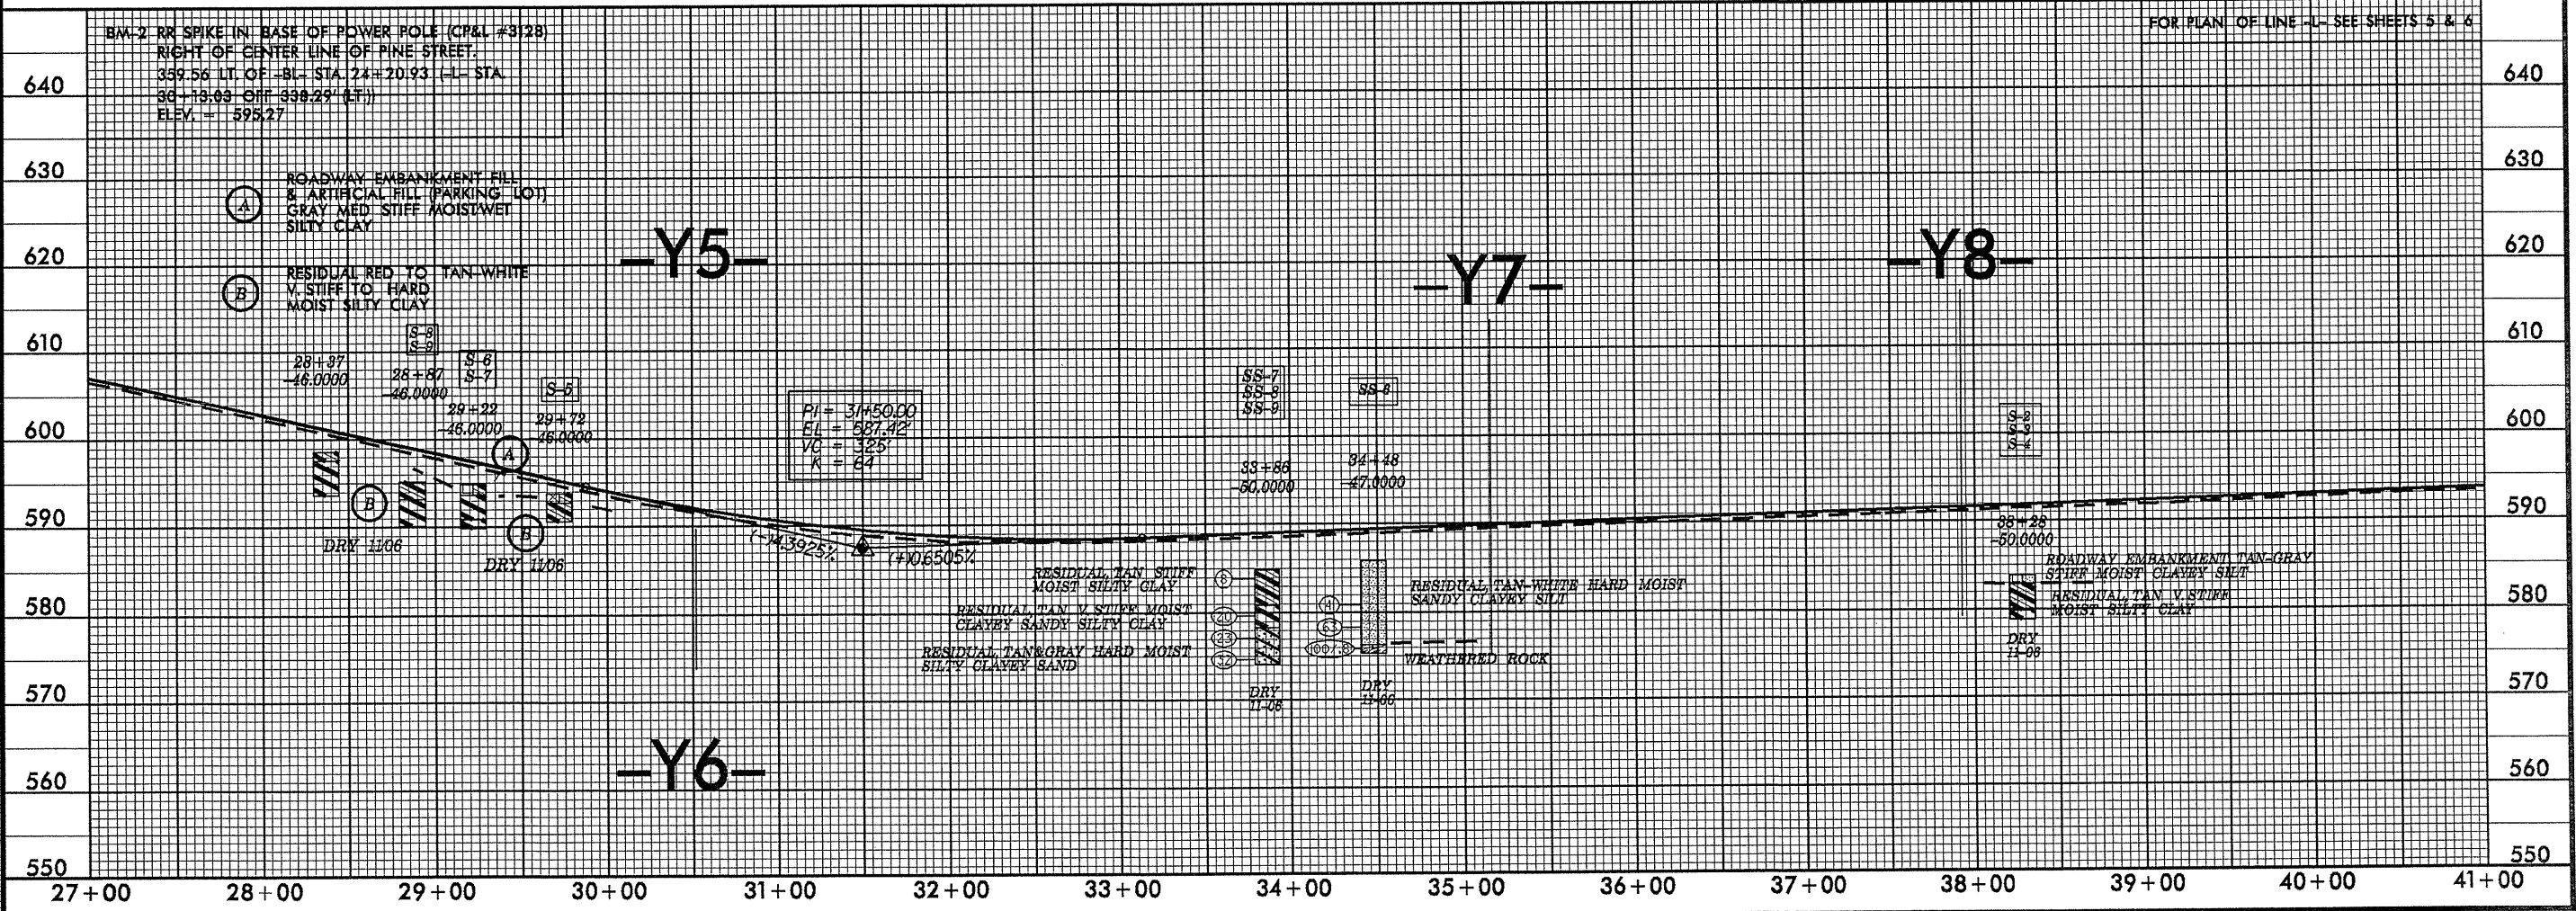 BM-2 RR SPIKE IN BASE OF POWER POLE (CP&L #3128)
RIGHT OF CENTER LINE OF PINE STREET.
359.56 LT. OF -BL- STA. 24+20.93 (-L- STA.
30+13.03 OFF 338.29' (LT.))
ELEV. = 595.27
FOR PLAN OF LINE -L- SEE SHEETS 5 & 6
640
630
620
610
600
590
580
570
560
550
640
630
620
610
600
590
580
570
560
550
A
ROADWAY EMBANKMENT FILL
& ARTIFICIAL FILL (PARKING LOT)
GRAY MED STIFF MOIST/WET
SILTY CLAY
B
RESIDUAL RED TO TAN-WHITE
V. STIFF TO HARD
MOIST SILTY CLAY
-Y5-
-Y7-
-Y8-
-Y6-
28+37
-46.0000
S-8
S-9
28+87
-46.0000
S-6
S-7
29+22
-46.0000
S-5
29+72
-46.0000
A
B
B
DRY 11/06
DRY 11/06
PI = 31+50.00
EL = 587.42'
VC = 325'
K = 64
(-)4.3925%
(+)0.6505%
SS-7
SS-8
SS-9
33+86
-50.0000
34+48
-47.0000
RESIDUAL, TAN STIFF
MOIST SILTY CLAY
RESIDUAL, TAN V. STIFF MOIST
CLAYEY SANDY SILTY CLAY
RESIDUAL, TAN&GRAY HARD MOIST
SILTY CLAYEY SAND
8
20
23
32
DRY
11-06
63
RESIDUAL, TAN-WHITE HARD MOIST
SANDY CLAYEY SILT
WEATHERED ROCK
DRY
11-06
S-2
S-3
S-4
38+28
-50.0000
ROADWAY EMBANKMENT, TAN-GRAY
STIFF MOIST CLAYEY SILT
RESIDUAL, TAN V. STIFF
MOIST SILTY CLAY
DRY
11-06
27+00 28+00 29+00 30+00 31+00 32+00 33+00 34+00 35+00 36+00 37+00 38+00 39+00 40+00 41+00